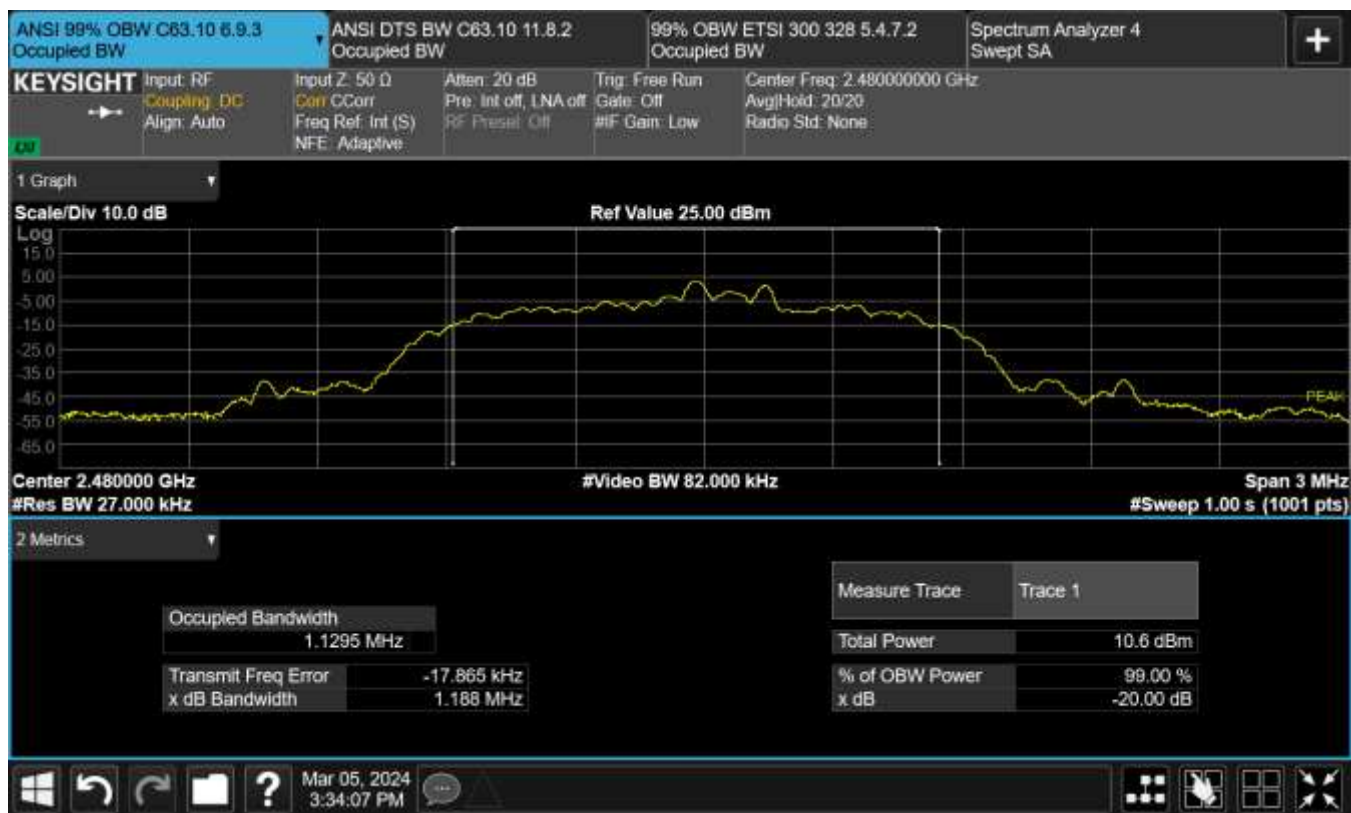 ANSI 99% OBW C63.10 6.9.3
Occupied BW
ANSI DTS BW C63.10 11.8.2
Occupied BW
99% OBW ETSI 300 328 5.4.7.2
Occupied BW
Spectrum Analyzer 4
Swept SA
KEYSIGHT
Input: RF
Coupling: DC
Align: Auto
Input Z: 50 Ω
Corr CCorr
Freq Ref: Int (S)
NFE: Adaptive
Atten: 20 dB
Pre: Int off, LNA off
RF Presel: Off
Trig: Free Run
Gate: Off
#IF Gain: Low
Center Freq: 2.480000000 GHz
Avg|Hold: 20/20
Radio Std: None
1 Graph
Scale/Div 10.0 dB
Ref Value 25.00 dBm
Log
15.0
5.00
-5.00
-15.0
-25.0
-35.0
-45.0
-55.0
-65.0
PEAK
Center 2.480000 GHz
#Video BW 82.000 kHz
Span 3 MHz
#Res BW 27.000 kHz
#Sweep 1.00 s (1001 pts)
2 Metrics
Measure Trace
Trace 1
Occupied Bandwidth
1.1295 MHz
Total Power
10.6 dBm
Transmit Freq Error
-17.865 kHz
% of OBW Power
99.00 %
x dB Bandwidth
1.188 MHz
x dB
-20.00 dB
Mar 05, 2024
3:34:07 PM